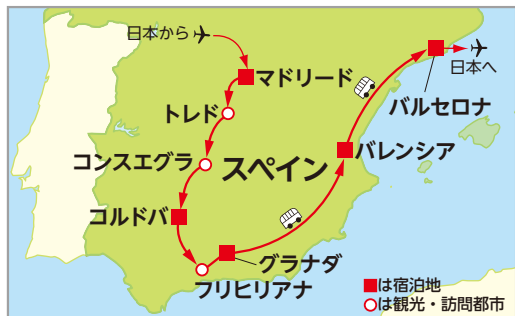 日本から
日本へ
マドリード
バルセロナ
トレド
コンスエグラ
スペイン
バレンシア
コルドバ
グラナダ
フリヒリアナ
■は宿泊地
○は観光・訪問都市